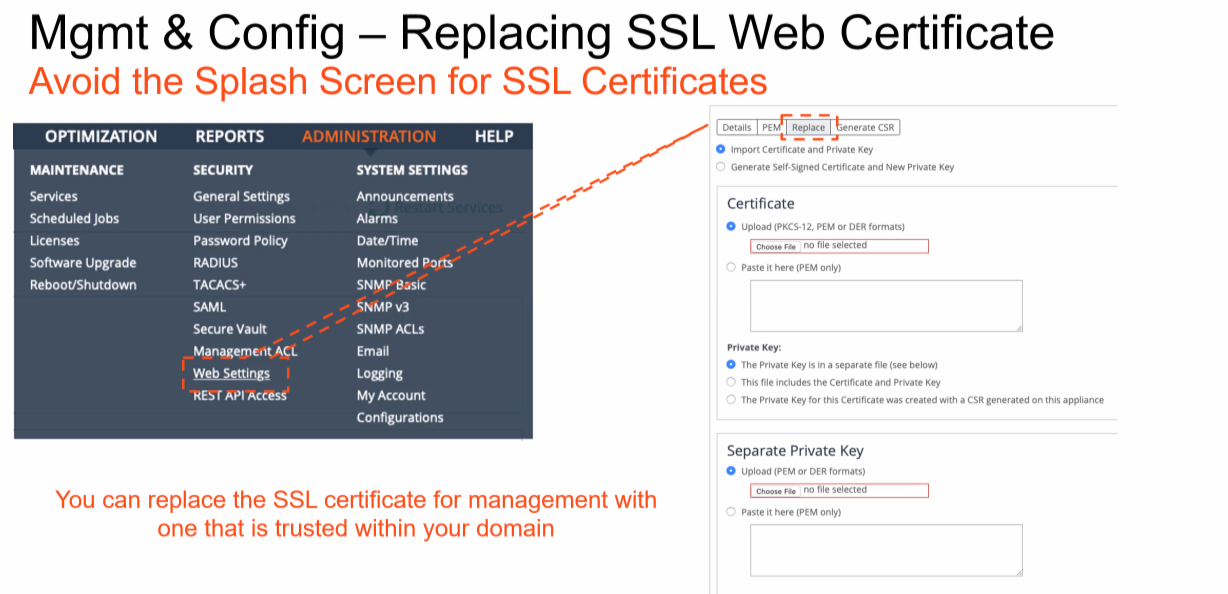 Mgmt & Config – Replacing SSL Web Certificate
Avoid the Splash Screen for SSL Certificates
OPTIMIZATION REPORTS ADMINISTRATION HELP
MAINTENANCE
Services
Scheduled Jobs
Licenses
Software Upgrade
Reboot/Shutdown
SECURITY
General Settings
User Permissions
Password Policy
RADIUS
TACACS+
SAML
Secure Vault
Management ACL
Web Settings
REST API Access
SYSTEM SETTINGS
Announcements
Restart Services
Alarms
Date/Time
Monitored Ports
SNMP Basic
SNMP v3
SNMP ACLs
Email
Logging
My Account
Configurations
You can replace the SSL certificate for management with
one that is trusted within your domain
Details PEM Replace Generate CSR
Import Certificate and Private Key
Generate Self-Signed Certificate and New Private Key
Certificate
Upload (PKCS-12, PEM or DER formats)
Choose File no file selected
Paste it here (PEM only)
Private Key:
The Private Key is in a separate file (see below)
This file includes the Certificate and Private Key
The Private Key for this Certificate was created with a CSR generated on this appliance
Separate Private Key
Upload (PEM or DER formats)
Choose File no file selected
Paste it here (PEM only)